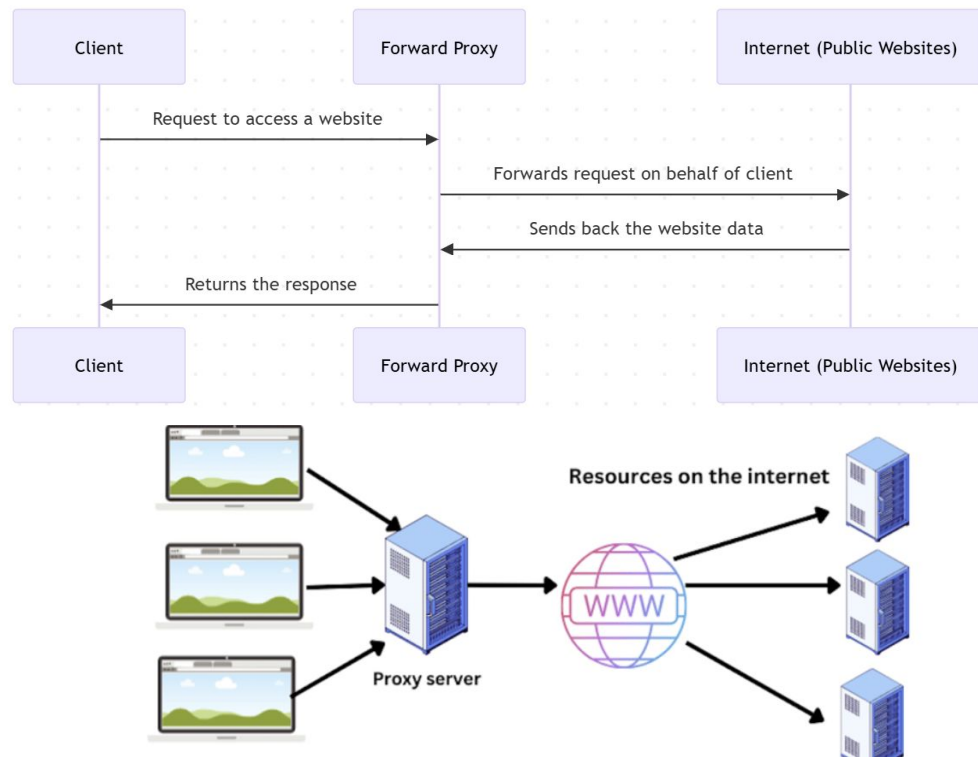 Client
Forward Proxy
Internet (Public Websites)
Request to access a website
Forwards request on behalf of client
Sends back the website data
Returns the response
Client
Forward Proxy
Internet (Public Websites)
Resources on the internet
WWW
Proxy server